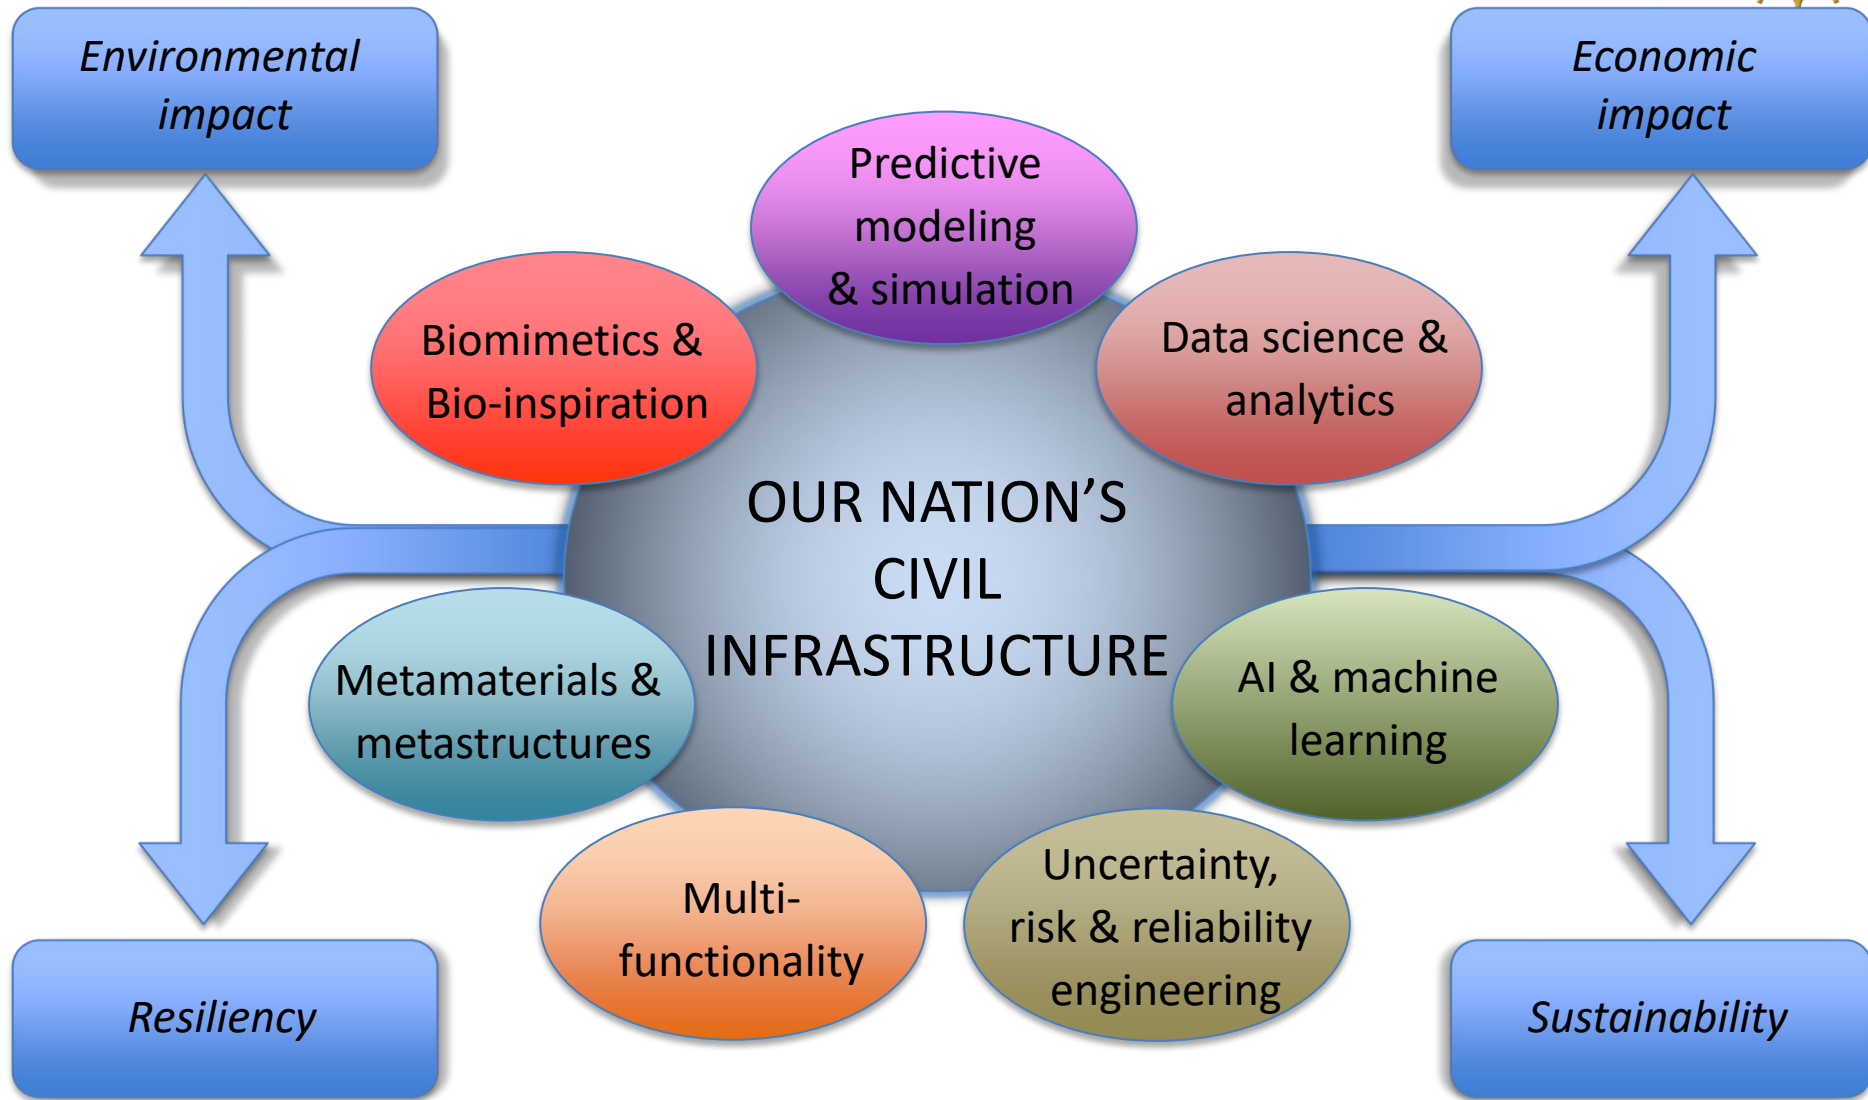 Environmental
impact
Economic
impact
Predictive
modeling
& simulation
Biomimetics &
Bio-inspiration
Data science &
analytics
OUR NATION’S
CIVIL
INFRASTRUCTURE
Metamaterials &
metastructures
AI & machine
learning
Multi-
functionality
Uncertainty,
risk & reliability
engineering
Resiliency
Sustainability